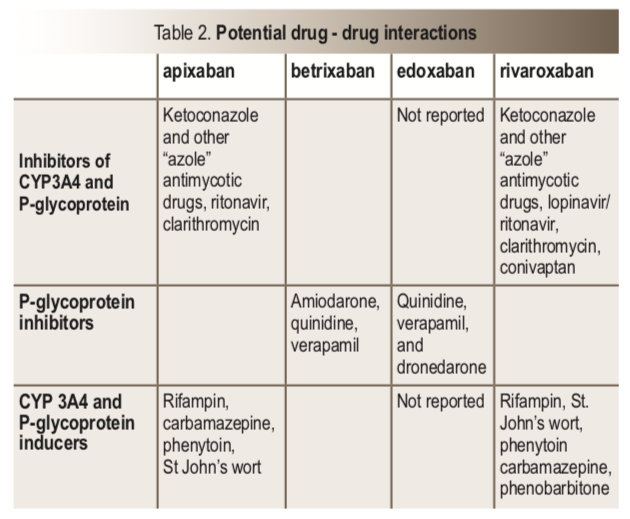 Table 2. Potential drug - drug interactions
apixaban
betrixaban
edoxaban
rivaroxaban
Inhibitors of
CYP3A4 and
P-glycoprotein
Ketoconazole
and other
“azole”
antimycotic
drugs, ritonavir,
clarithromycin
Not reported
Ketoconazole
and other
“azole”
antimycotic
drugs, lopinavir/
ritonavir,
clarithromycin,
conivaptan
P-glycoprotein
inhibitors
Amiodarone,
quinidine,
verapamil
Quinidine,
verapamil,
and
dronedarone
CYP 3A4 and
P-glycoprotein
inducers
Rifampin,
carbamazepine,
phenytoin,
St John’s wort
Not reported
Rifampin, St.
John’s wort,
phenytoin
carbamazepine,
phenobarbitone